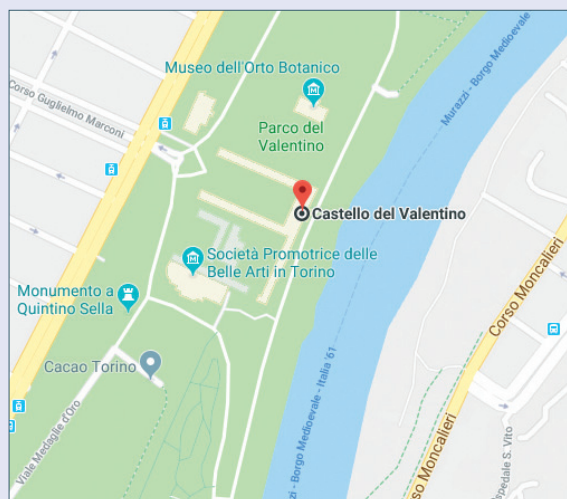 Museo dell'Orto Botanico
Murazzi - Borgo Medioevale
Corso Guglielmo Marconi
Parco del
Valentino
Castello del Valentino
Società Promotrice delle
Belle Arti in Torino
Monumento a
Quintino Sella
Corso Moncalieri
Cacao Torino
Murazzi - Borgo Medioevale - Italia '61
Viale Medaglie d'Oro
Corso Moncalieri
Ospedale S. Vito